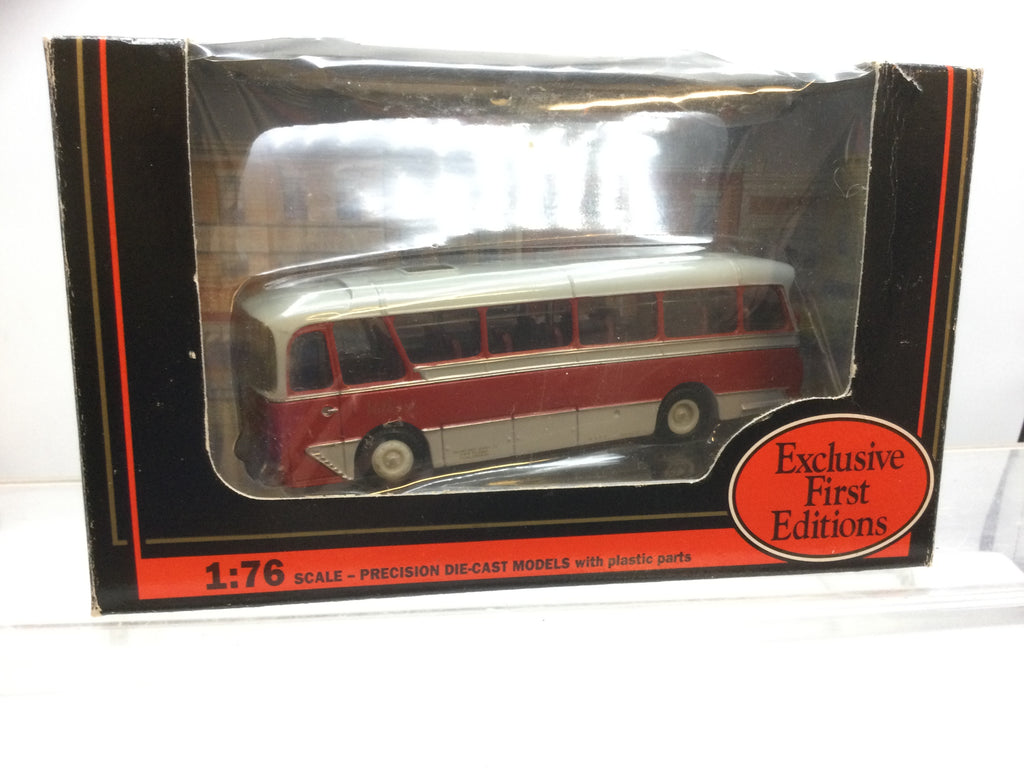 Exclusive
First
Editions
1:76 SCALE – PRECISION DIE-CAST MODELS with plastic parts